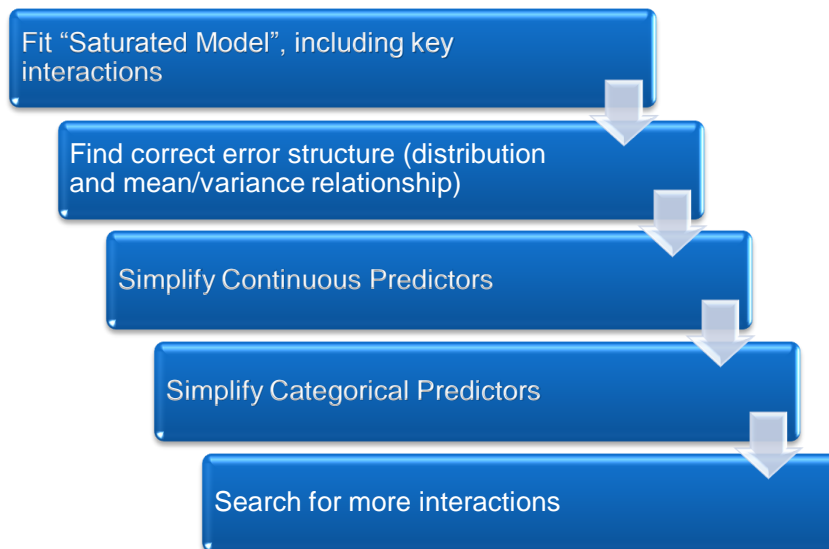 Fit “Saturated Model”, including key
interactions
Find correct error structure (distribution
and mean/variance relationship)
Simplify Continuous Predictors
Simplify Categorical Predictors
Search for more interactions